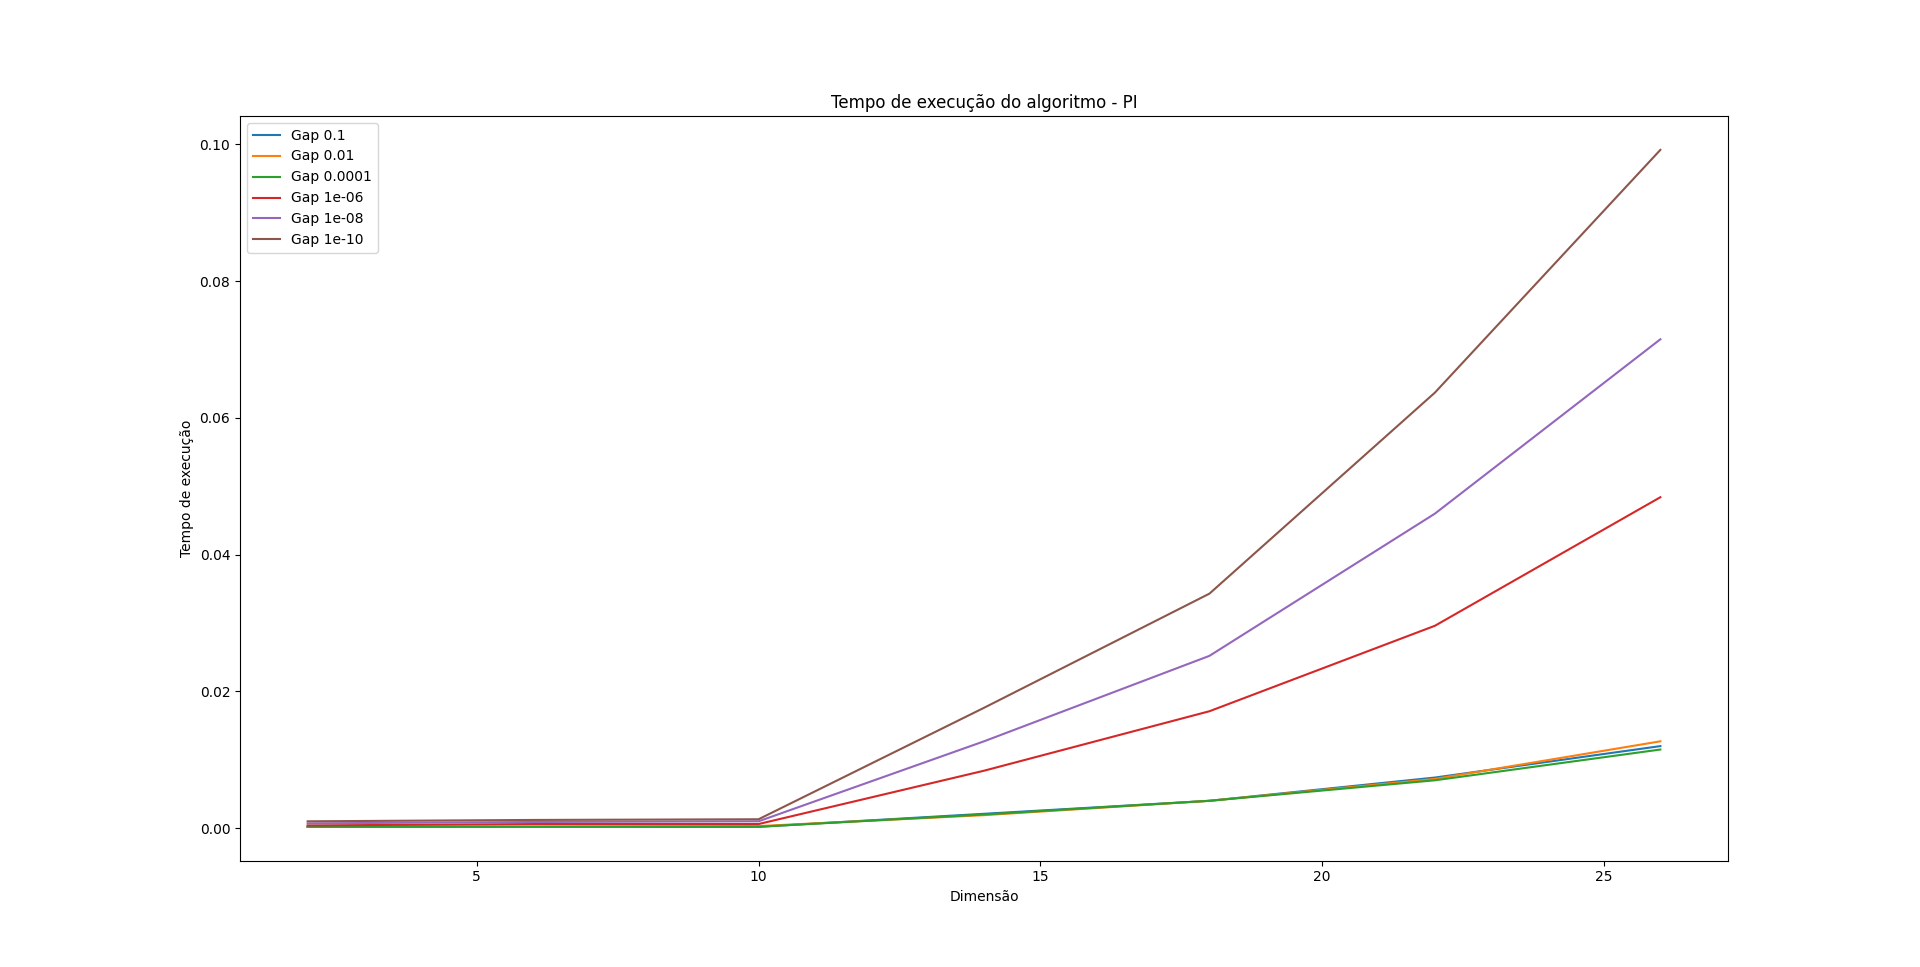 Tempo de execução do algoritmo - PI
Gap 0.1
Gap 0.01
Gap 0.0001
Gap 1e-06
Gap 1e-08
Gap 1e-10
0.10
0.08
0.06
0.04
0.02
0.00
Tempo de execução
5 10 15 20 25
Dimensão